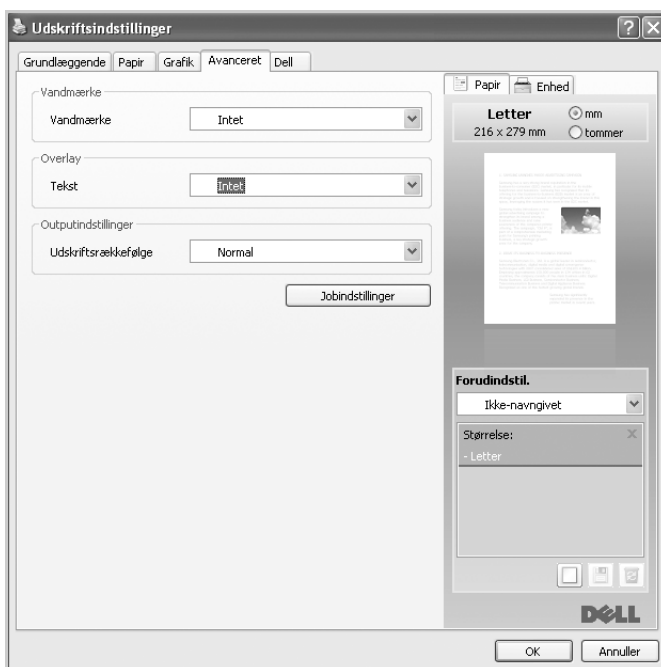 Udskriftsindstillinger
Grundlæggende Papir Grafik Avanceret Dell
Vandmærke
Vandmærke Intet
Overlay
Tekst Intet
Outputindstillinger
Udskriftsrækkefølge Normal
Jobindstillinger
Papir Enhed
Letter mm
216 x 279 mm tommer
Forudindstil.
Ikke-navngivet
Størrelse:
- Letter
DELL
OK Annuller